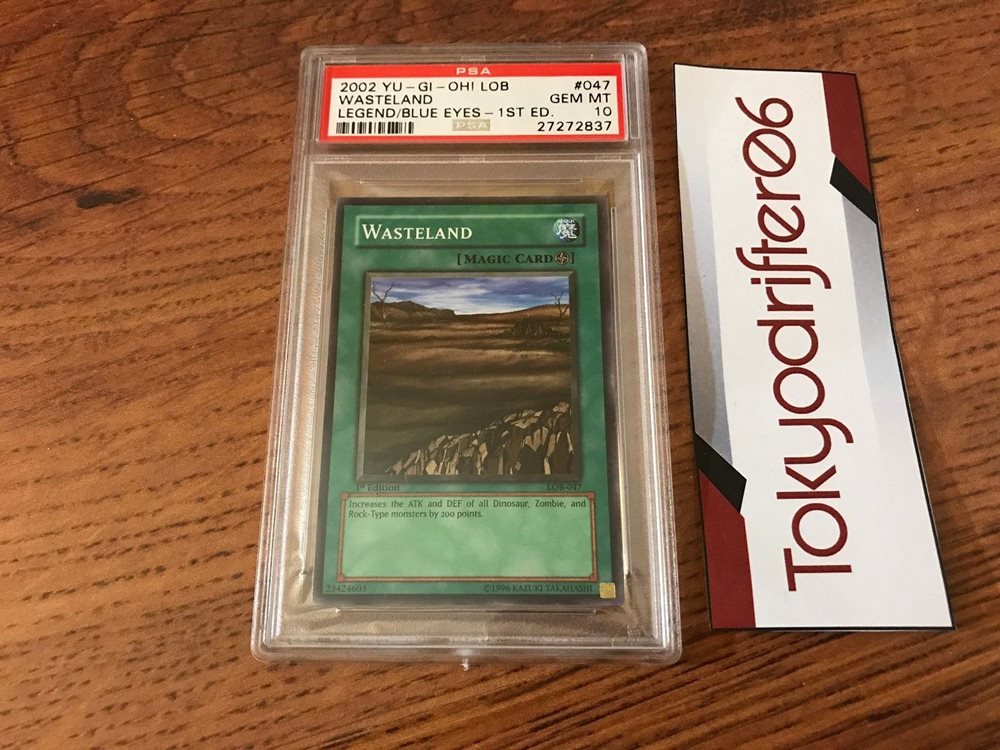 PSA
2002 YU-GI-OH! LOB #047
WASTELAND GEM MT
LEGEND/BLUE EYES-1ST ED. 10
PSA 27272837
WASTELAND
[MAGIC CARD]
1st Edition LOB-047
Increases the ATK and DEF of all Dinosaur, Zombie, and
Rock-Type monsters by 200 points.
23424603 ©1996 KAZUKI TAKAHASHI
Tokyodrifter06